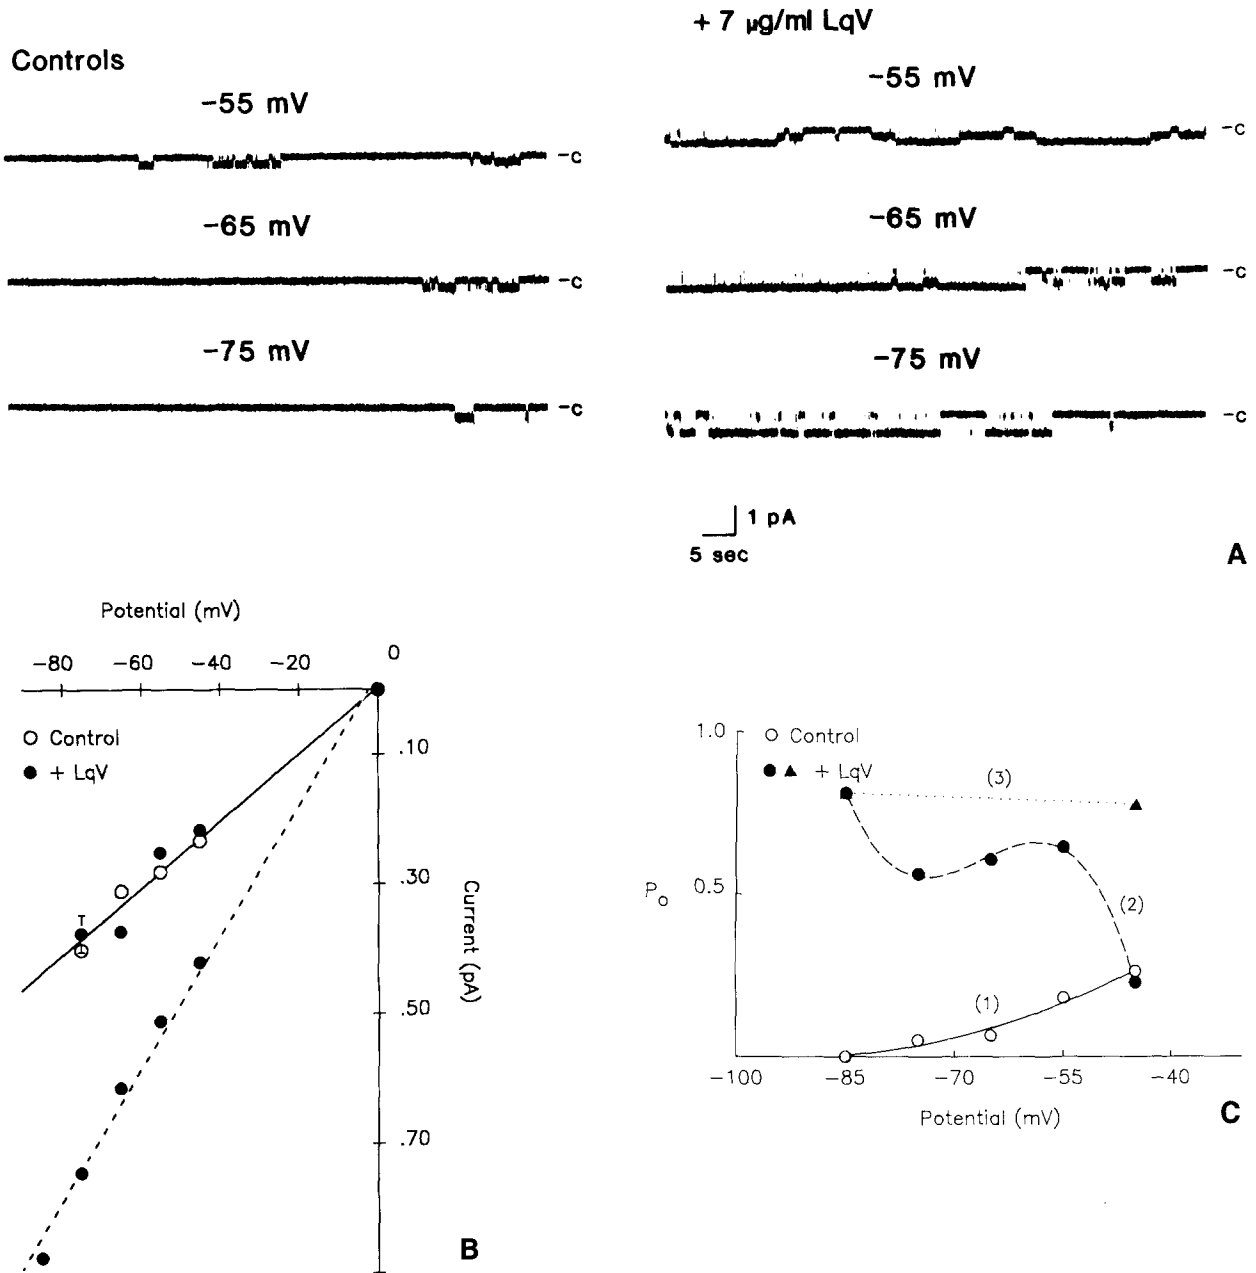 Controls
-55 mV
-c
-65 mV
-c
-75 mV
-c
+ 7 µg/ml LqV
-55 mV
-c
-65 mV
-c
-75 mV
-c
1 pA
5 sec
A
Potential (mV)
-80 -60 -40 -20 0
○ Control
● + LqV
.10
.30
.50
.70
Current (pA)
B
1.0
0.5
Po
○ Control
● ▲ + LqV
(3)
(2)
(1)
-100 -85 -70 -55 -40
Potential (mV)
C